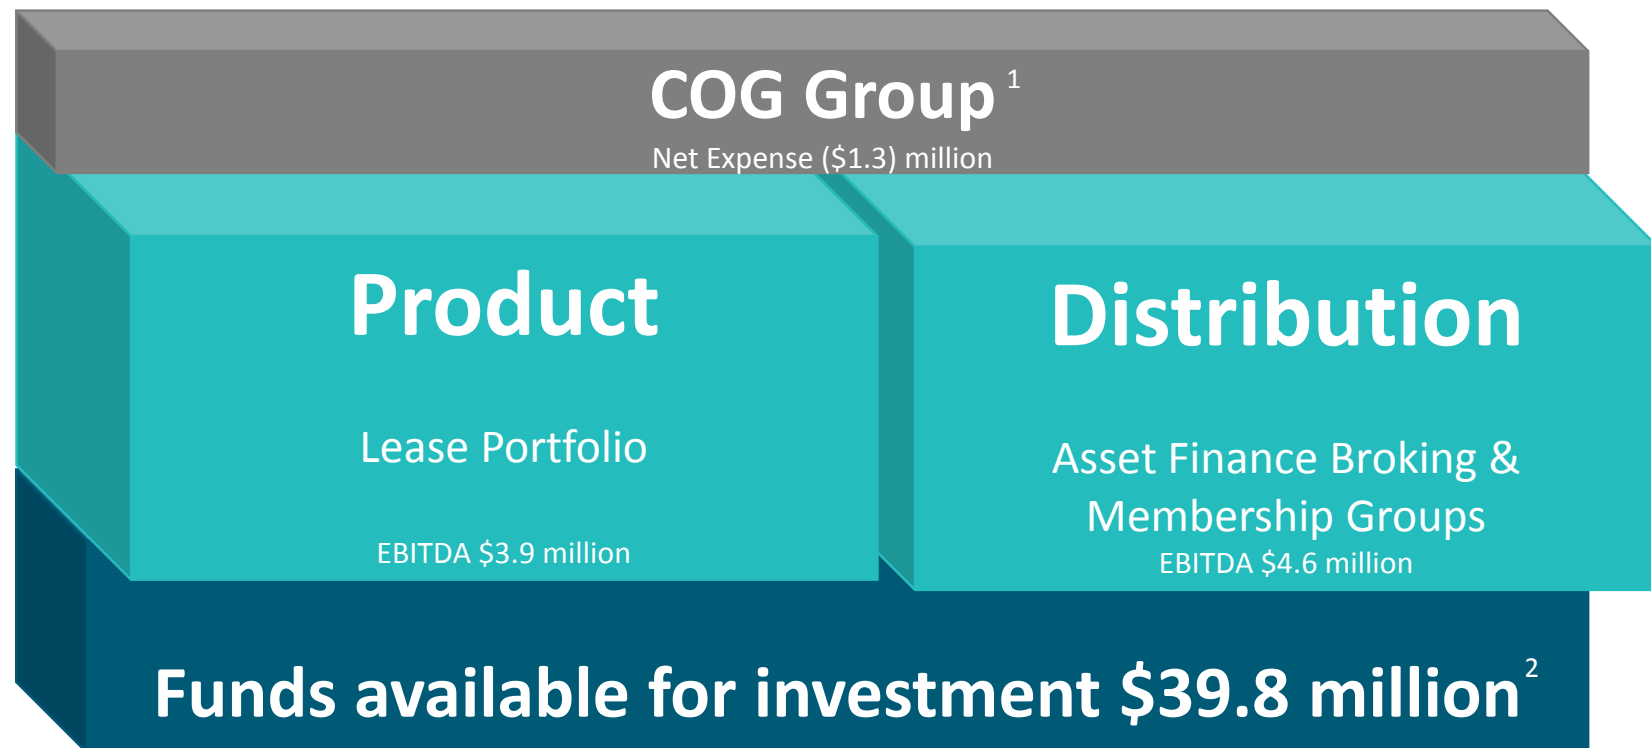 COG Group 1
Net Expense ($1.3) million
Product
Lease Portfolio
EBITDA $3.9 million
Distribution
Asset Finance Broking &
Membership Groups
EBITDA $4.6 million
Funds available for investment $39.8 million 2